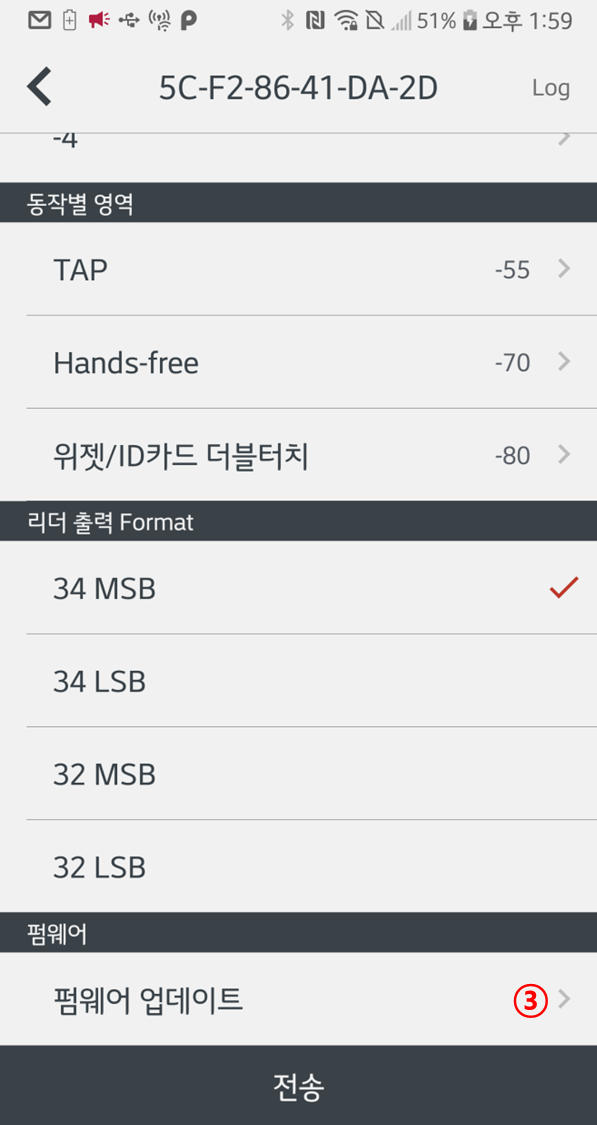 51% 오후 1:59
5C-F2-86-41-DA-2D Log
-4
동작별 영역
TAP -55
Hands-free -70
위젯/ID카드 더블터치 -80
리더 출력 Format
34 MSB
34 LSB
32 MSB
32 LSB
펌웨어
펌웨어 업데이트 ③
전송